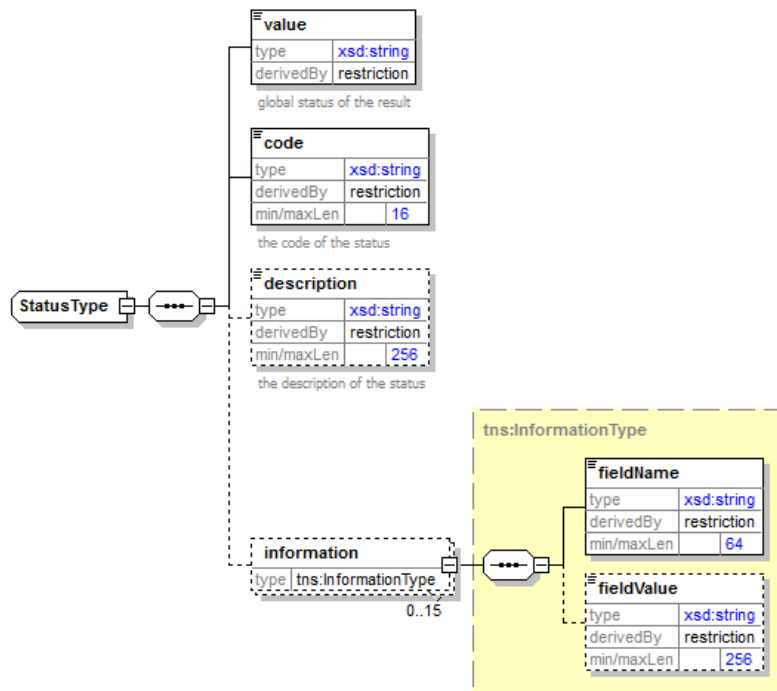 value
type xsd:string
derivedBy restriction
global status of the result
code
type xsd:string
derivedBy restriction
min/maxLen 16
the code of the status
StatusType
description
type xsd:string
derivedBy restriction
min/maxLen 256
the description of the status
tns:InformationType
fieldName
type xsd:string
derivedBy restriction
min/maxLen 64
information
type tns:InformationType
0..15
fieldValue
type xsd:string
derivedBy restriction
min/maxLen 256